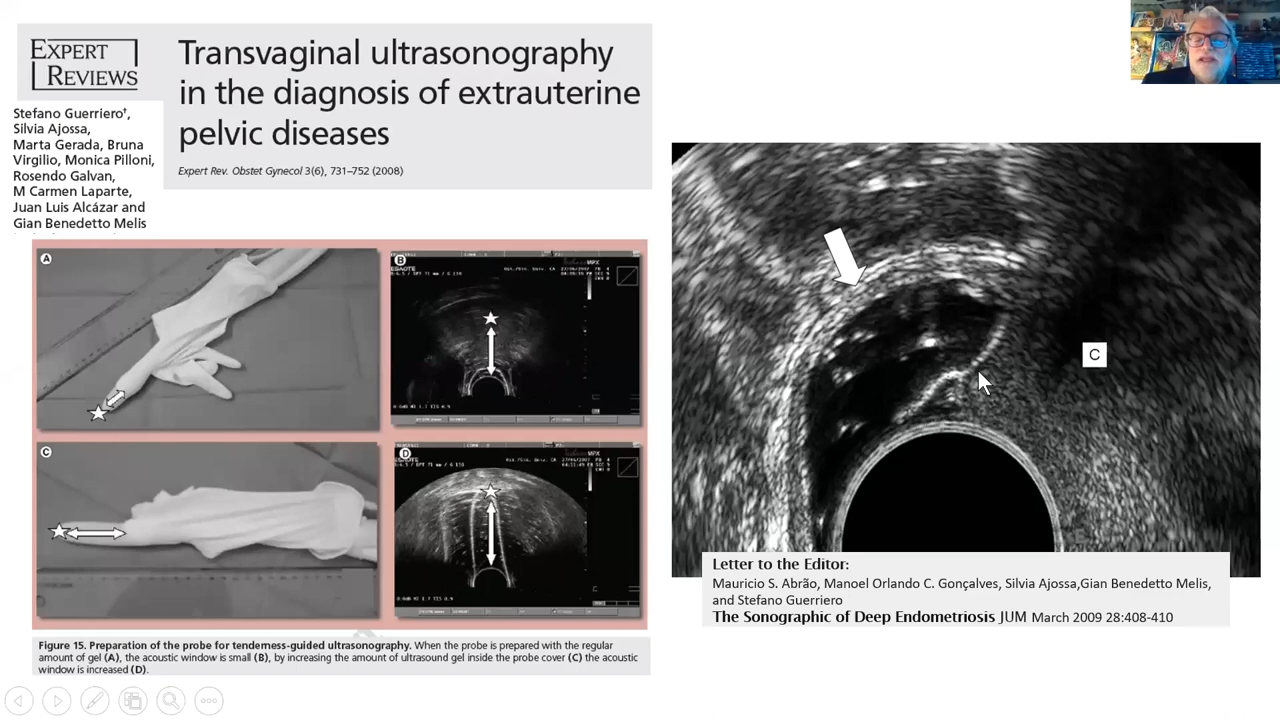 EXPERT
REVIEWS
Transvaginal ultrasonography
in the diagnosis of extrauterine
pelvic diseases
Expert Rev. Obstet Gynecol 3(6), 731–752 (2008)
Stefano Guerriero†,
Silvia Ajossa,
Marta Gerada, Bruna
Virgilio, Monica Pilloni,
Rosendo Galvan,
M Carmen Laparte,
Juan Luis Alcázar and
Gian Benedetto Melis
A
B
ESAOTE
MPX
C
D
ESAOTE
MPX
Figure 15. Preparation of the probe for tenderness-guided ultrasonography. When the probe is prepared with the regular
amount of gel (A), the acoustic window is small (B), by increasing the amount of ultrasound gel inside the probe cover (C) the acoustic
window is increased (D).
C
Letter to the Editor:
Mauricio S. Abrão, Manoel Orlando C. Gonçalves, Silvia Ajossa,Gian Benedetto Melis,
and Stefano Guerriero
The Sonographic of Deep Endometriosis JUM March 2009 28:408-410